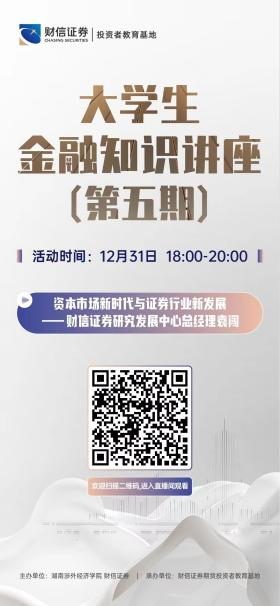 财信证券 | 投资者教育基地
CHASING SECURITIES
大学生
金融知识讲座
（第五期）
活动时间：12月31日 18:00-20:00
资本市场新时代与证券行业新发展
——财信证券研究发展中心总经理袁闯
欢迎扫描二维码,进入直播间观看
主办单位：湖南涉外经济学院 财信证券 | 承办单位：财信证券期货投资者教育基地